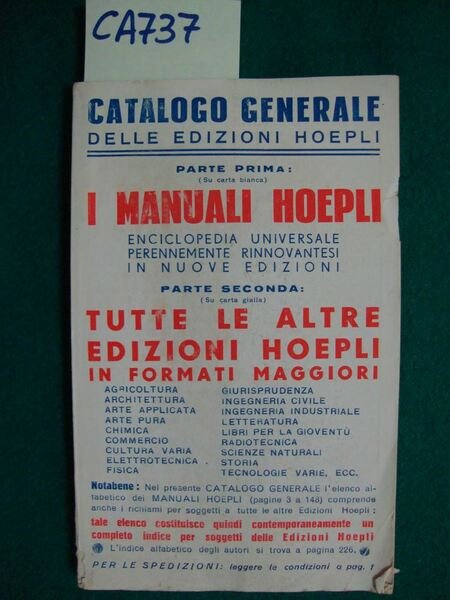 CA737
CATALOGO GENERALE
DELLE EDIZIONI HOEPLI
PARTE PRIMA:
(Su carta bianca)
I MANUALI HOEPLI
ENCICLOPEDIA UNIVERSALE
PERENNEMENTE RINNOVANTESI
IN NUOVE EDIZIONI
PARTE SECONDA:
(Su carta gialla)
TUTTE LE ALTRE
EDIZIONI HOEPLI
IN FORMATI MAGGIORI
AGRICOLTURA
ARCHITETTURA
ARTE APPLICATA
ARTE PURA
CHIMICA
COMMERCIO
CULTURA VARIA
ELETTROTECNICA
FISICA
GIURISPRUDENZA
INGEGNERIA CIVILE
INGEGNERIA INDUSTRIALE
LETTERATURA
LIBRI PER LA GIOVENTÙ
RADIOTECNICA
SCIENZE NATURALI
STORIA
TECNOLOGIE VARIE, ECC.
Notabene: Nel presente CATALOGO GENERALE l'elenco al-
fabetico dei MANUALI HOEPLI (pagine 3 a 148) comprende
anche i richiami per soggetti a tutte le altre Edizioni Hoepli:
tale elenco costituisce quindi contemporaneamente un
completo indice per soggetti delle Edizioni Hoepli
L'indice alfabetico degli autori si trova a pagina 226.
PER LE SPEDIZIONI: leggere le condizioni a pag. 1